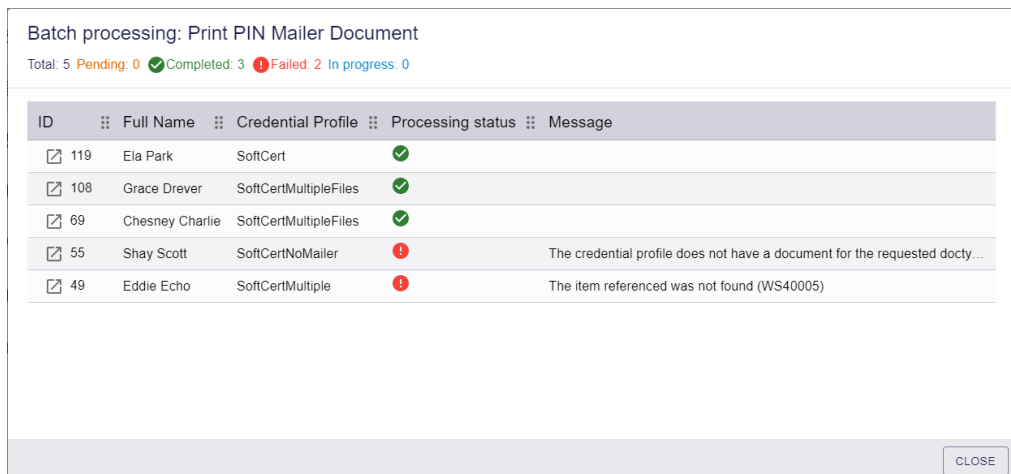 Batch processing: Print PIN Mailer Document
Total: 5 Pending: 0 Completed: 3 Failed: 2 In progress: 0
ID Full Name Credential Profile Processing status Message
119 Ela Park SoftCert
108 Grace Drever SoftCertMultipleFiles
69 Chesney Charlie SoftCertMultipleFiles
55 Shay Scott SoftCertNoMailer The credential profile does not have a document for the requested docty...
49 Eddie Echo SoftCertMultiple The item referenced was not found (WS40005)
CLOSE